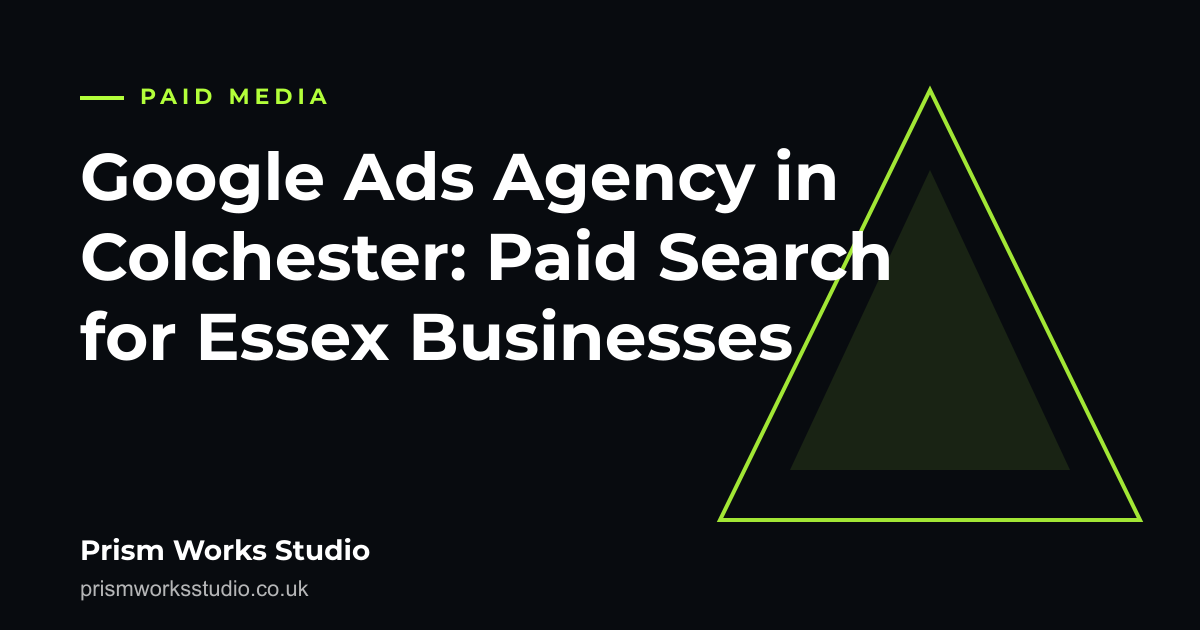 PAID MEDIA
Google Ads Agency in
Colchester: Paid Search
for Essex Businesses
Prism Works Studio
prismworksstudio.co.uk